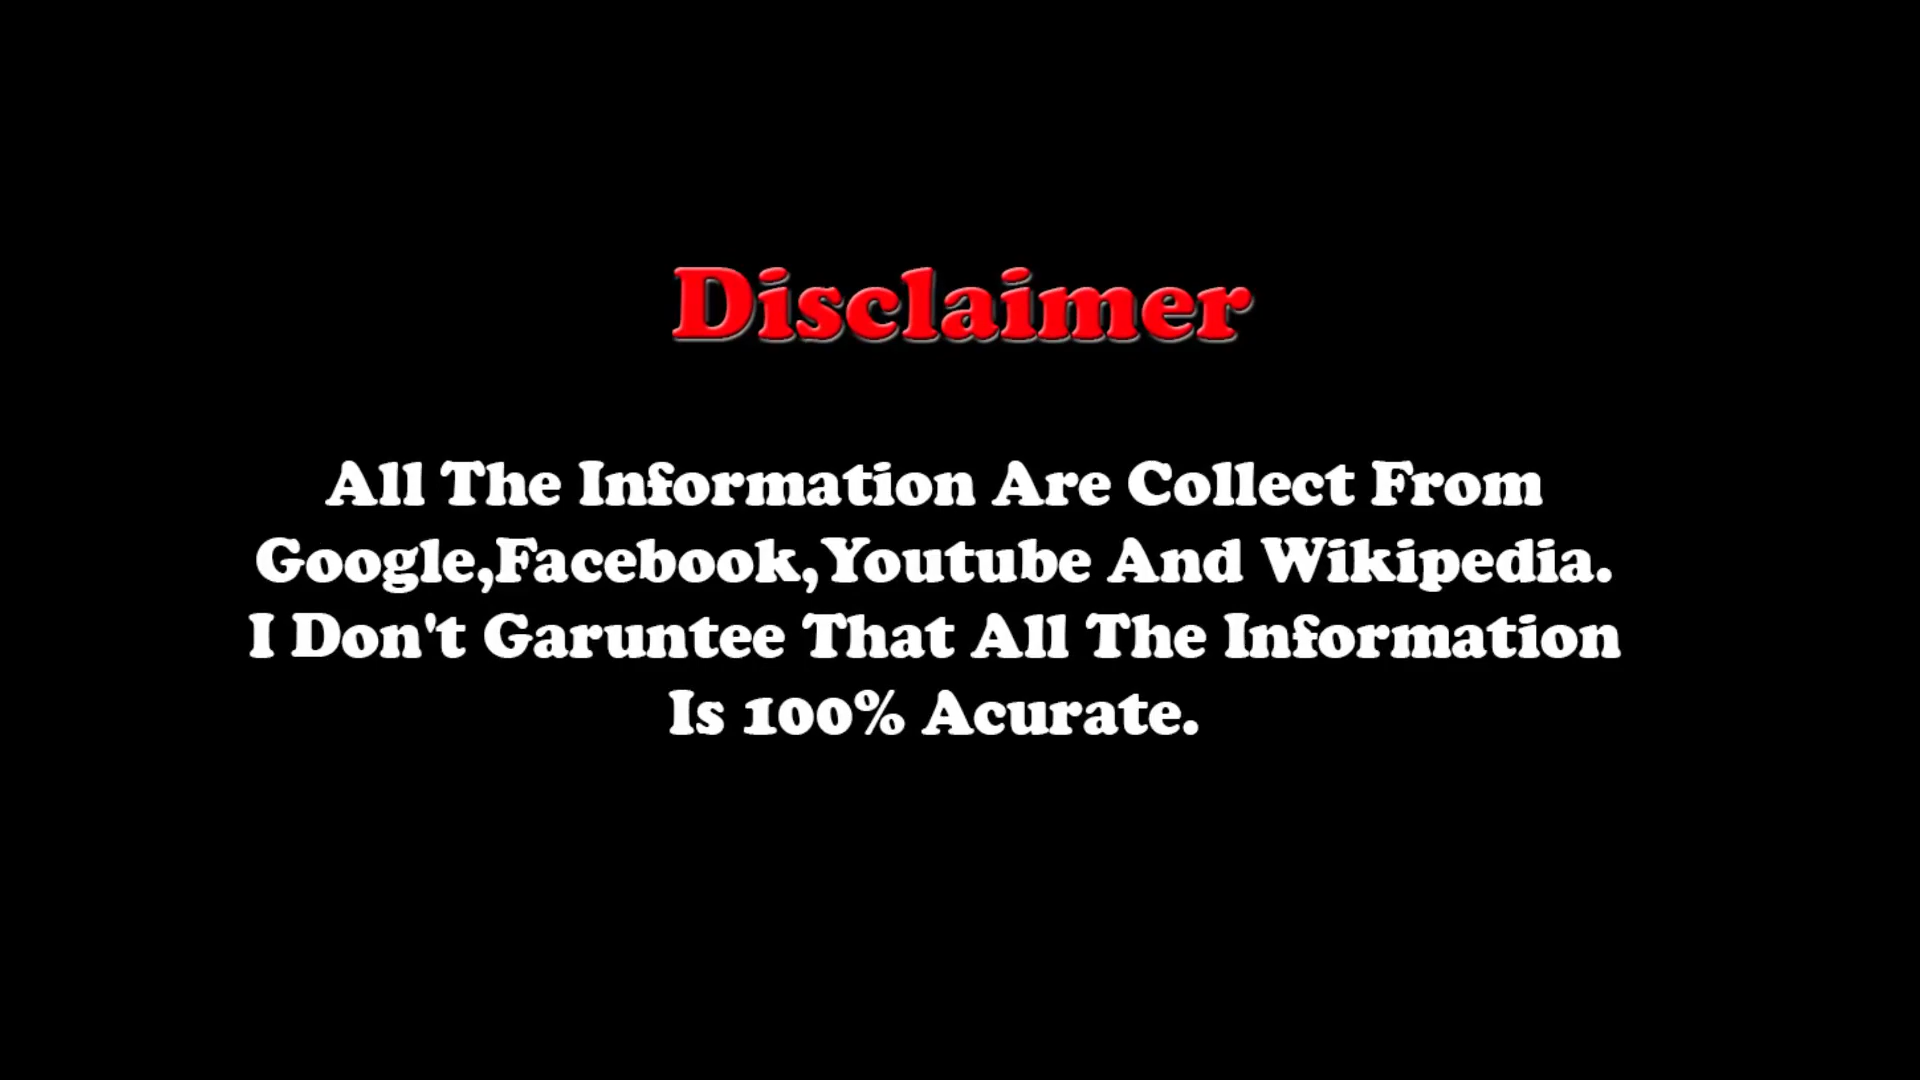 Disclaimer
All The Information Are Collect From
Google,Facebook,Youtube And Wikipedia.
I Don't Garuntee That All The Information
Is 100% Acurate.